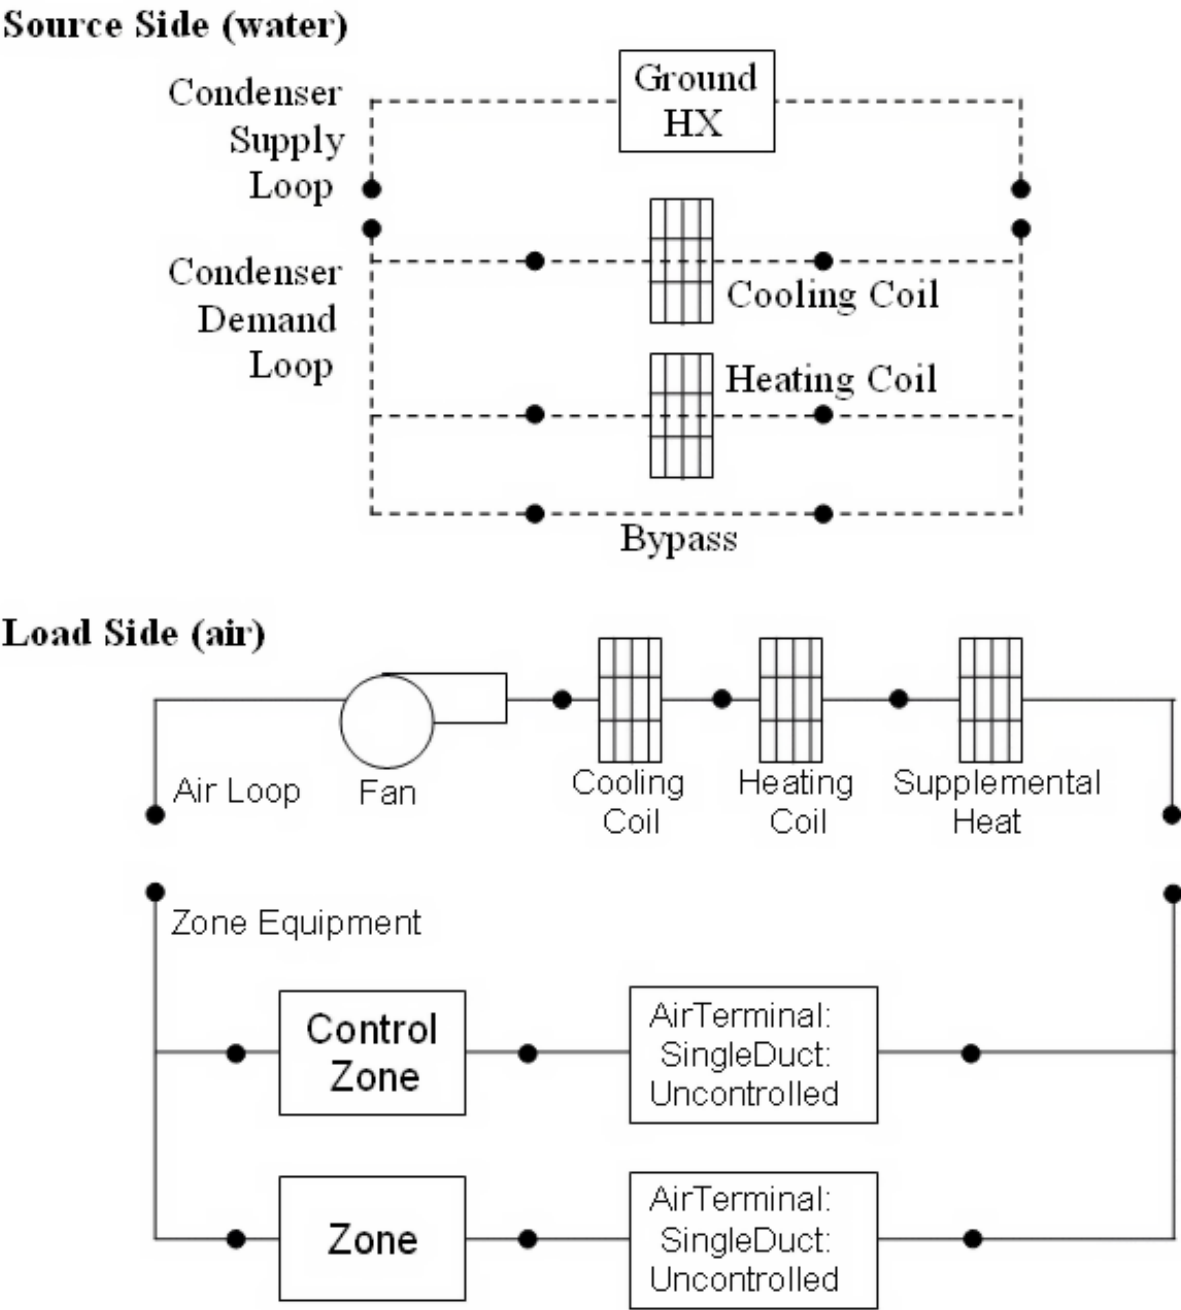 Source Side (water)
Condenser
Supply
Loop
Ground
HX
Condenser
Demand
Loop
Cooling Coil
Heating Coil
Bypass
Load Side (air)
Air Loop
Fan
Cooling
Coil
Heating
Coil
Supplemental
Heat
Zone Equipment
Control
Zone
AirTerminal:
SingleDuct:
Uncontrolled
Zone
AirTerminal:
SingleDuct:
Uncontrolled